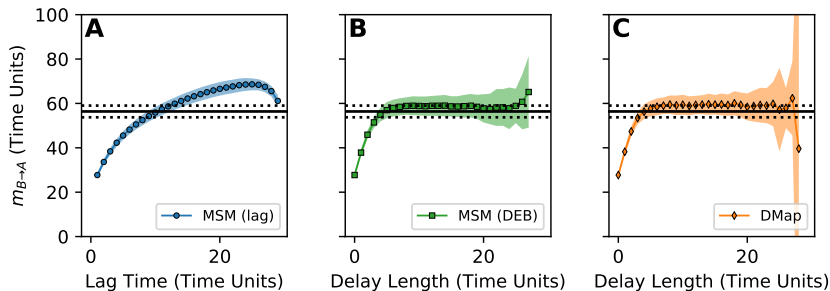 A
B
C
100
80
60
40
20
0
m_{B→A} (Time Units)
MSM (lag)
MSM (DEB)
DMap
0
20
0
20
0
20
Lag Time (Time Units)
Delay Length (Time Units)
Delay Length (Time Units)